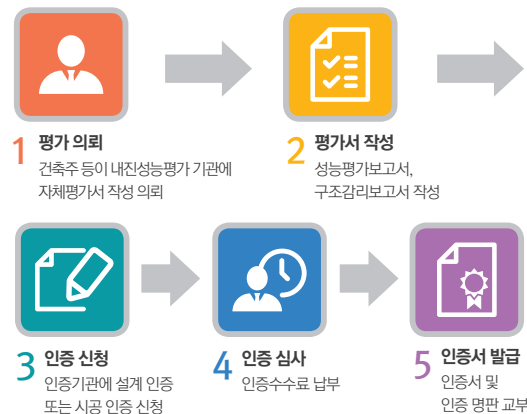 1 평가 의뢰
건축주 등이 내진성능평가 기관에
자체평가서 작성 의뢰
2 평가서 작성
성능평가보고서,
구조감리보고서 작성
3 인증 신청
인증기관에 설계 인증
또는 시공 인증 신청
4 인증 심사
인증수수료 납부
5 인증서 발급
인증서 및
인증 명판 교부